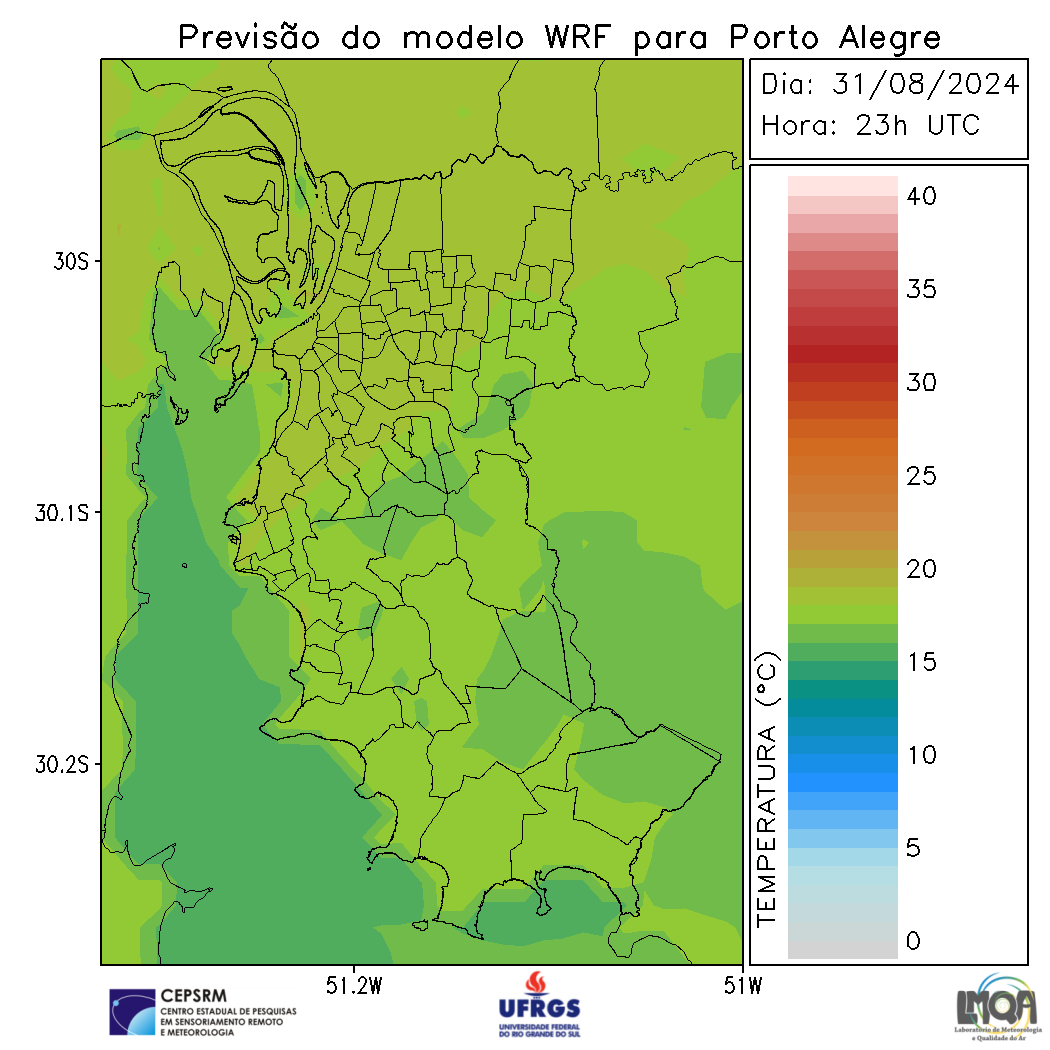 Previsão do modelo WRF para Porto Alegre
Dia: 31/08/2024
Hora: 23h UTC
40
35
30
25
20
15
10
5
0
TEMPERATURA (°C)
30S
30.1S
30.2S
51.2W
51W
CEPSRM
CENTRO ESTADUAL DE PESQUISAS
EM SENSORIAMENTO REMOTO
E METEOROLOGIA
UFRGS
UNIVERSIDADE FEDERAL
DO RIO GRANDE DO SUL
LMQA
Laboratório de Meteorologia
e Qualidade do Ar